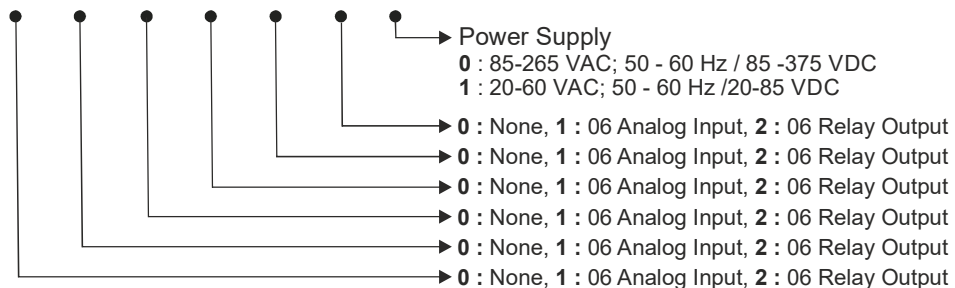 Power Supply
0 : 85-265 VAC; 50 - 60 Hz / 85 -375 VDC
1 : 20-60 VAC; 50 - 60 Hz /20-85 VDC
0 : None, 1 : 06 Analog Input, 2 : 06 Relay Output
0 : None, 1 : 06 Analog Input, 2 : 06 Relay Output
0 : None, 1 : 06 Analog Input, 2 : 06 Relay Output
0 : None, 1 : 06 Analog Input, 2 : 06 Relay Output
0 : None, 1 : 06 Analog Input, 2 : 06 Relay Output
0 : None, 1 : 06 Analog Input, 2 : 06 Relay Output